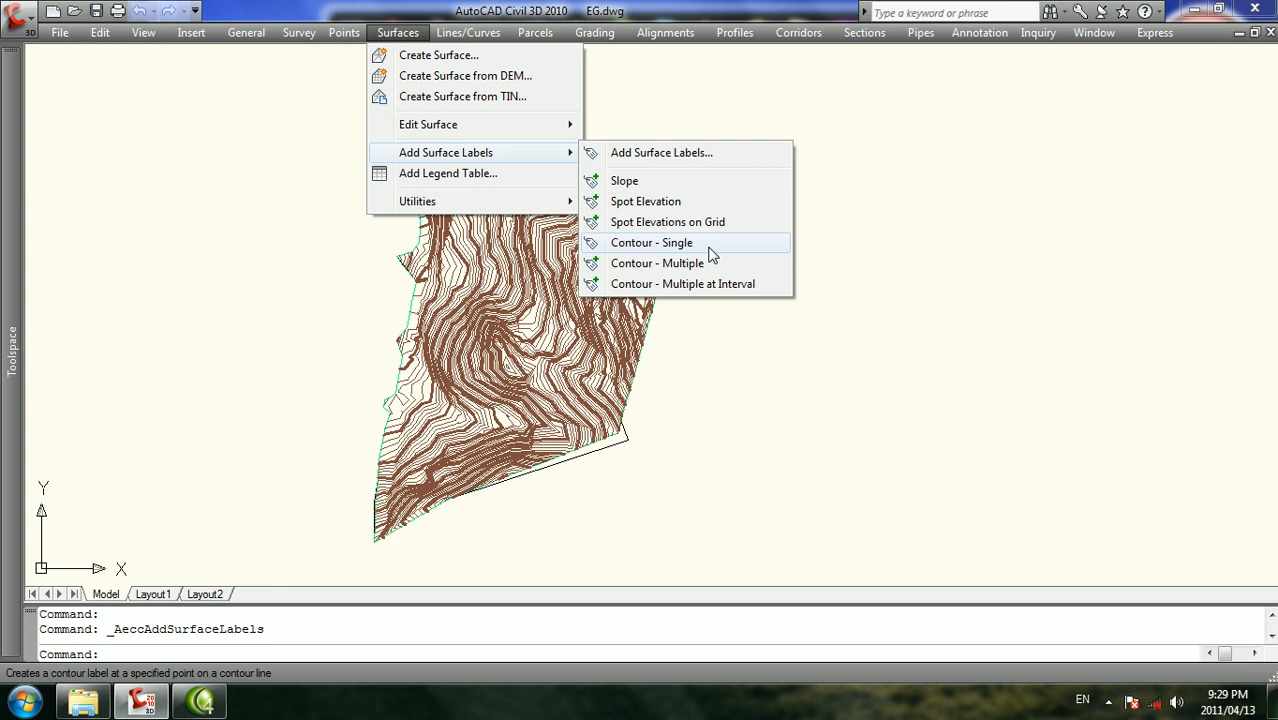 AutoCAD Civil 3D 2010 EG.dwg
Type a keyword or phrase
3D
File Edit View Insert General Survey Points Surfaces Lines/Curves Parcels Grading Alignments Profiles Corridors Sections Pipes Annotation Inquiry Window Express
Create Surface...
Create Surface from DEM...
Create Surface from TIN...
Edit Surface
Add Surface Labels
Add Legend Table...
Utilities
Add Surface Labels...
Slope
Spot Elevation
Spot Elevations on Grid
Contour - Single
Contour - Multiple
Contour - Multiple at Interval
Toolspace
Y
X
Model Layout1 Layout2
Command:
Command: _AeccAddSurfaceLabels
Command:
Creates a contour label at a specified point on a contour line
EN
9:29 PM
2011/04/13